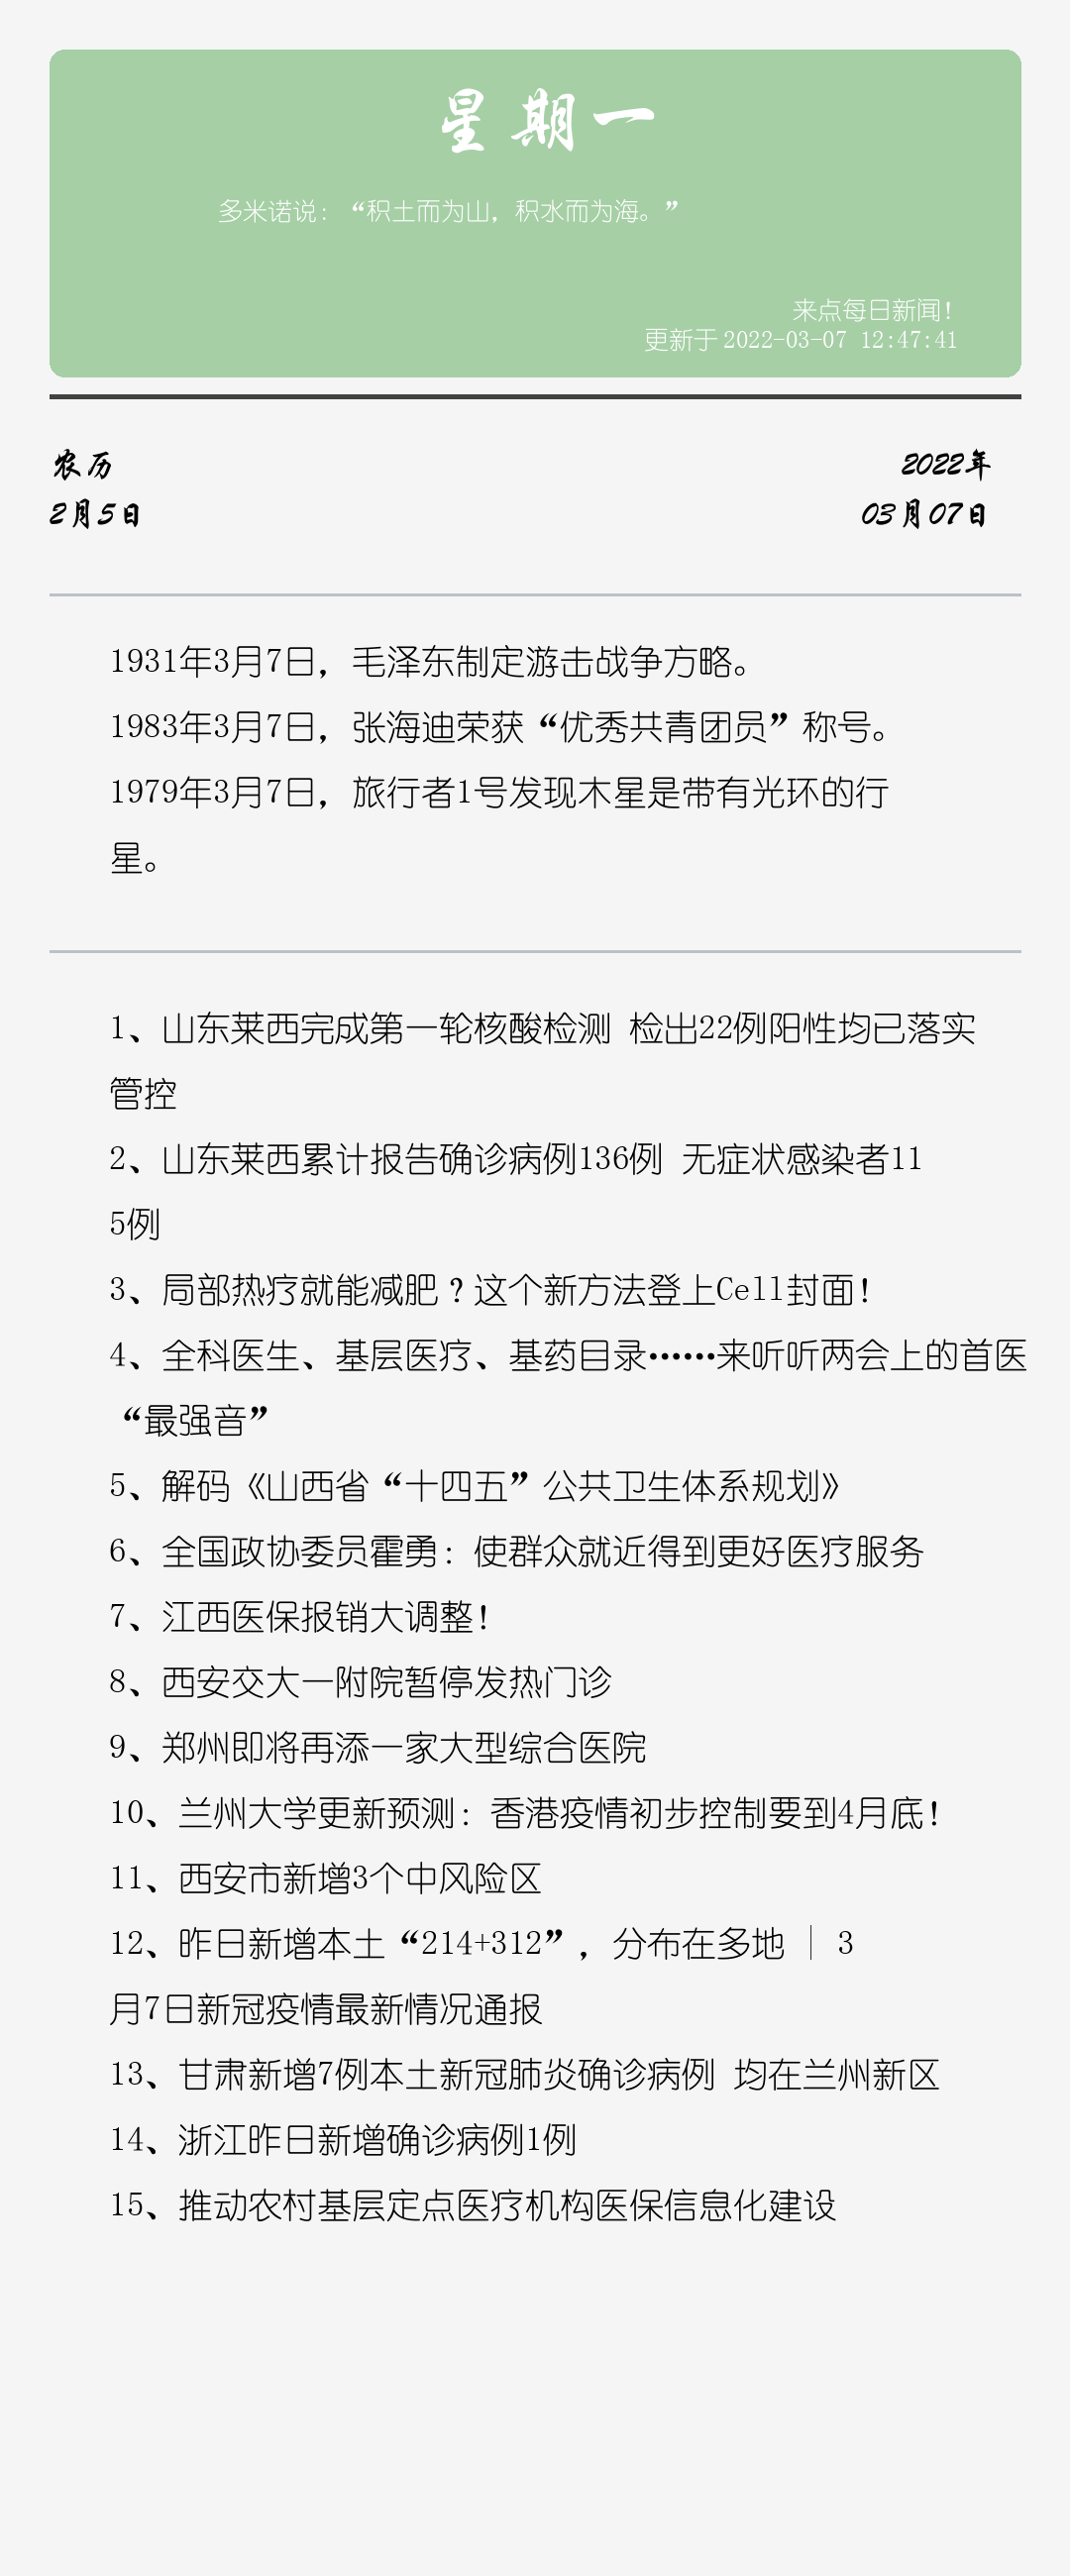 星期一
多米诺说：“积土而为山，积水而为海。”
来点每日新闻！
更新于 2022-03-07 12:47:41
农历
2022年
2月5日
03月07日
1931年3月7日，毛泽东制定游击战争方略。
1983年3月7日，张海迪荣获“优秀共青团员”称号。
1979年3月7日，旅行者1号发现木星是带有光环的行
星。
1、山东莱西完成第一轮核酸检测 检出22例阳性均已落实
管控
2、山东莱西累计报告确诊病例136例 无症状感染者11
5例
3、局部热疗就能减肥？这个新方法登上Cell封面！
4、全科医生、基层医疗、基药目录……来听听两会上的首医
“最强音”
5、解码《山西省“十四五”公共卫生体系规划》
6、全国政协委员霍勇：使群众就近得到更好医疗服务
7、江西医保报销大调整！
8、西安交大一附院暂停发热门诊
9、郑州即将再添一家大型综合医院
10、兰州大学更新预测：香港疫情初步控制要到4月底！
11、西安市新增3个中风险区
12、昨日新增本土“214+312”，分布在多地 | 3
月7日新冠疫情最新情况通报
13、甘肃新增7例本土新冠肺炎确诊病例 均在兰州新区
14、浙江昨日新增确诊病例1例
15、推动农村基层定点医疗机构医保信息化建设